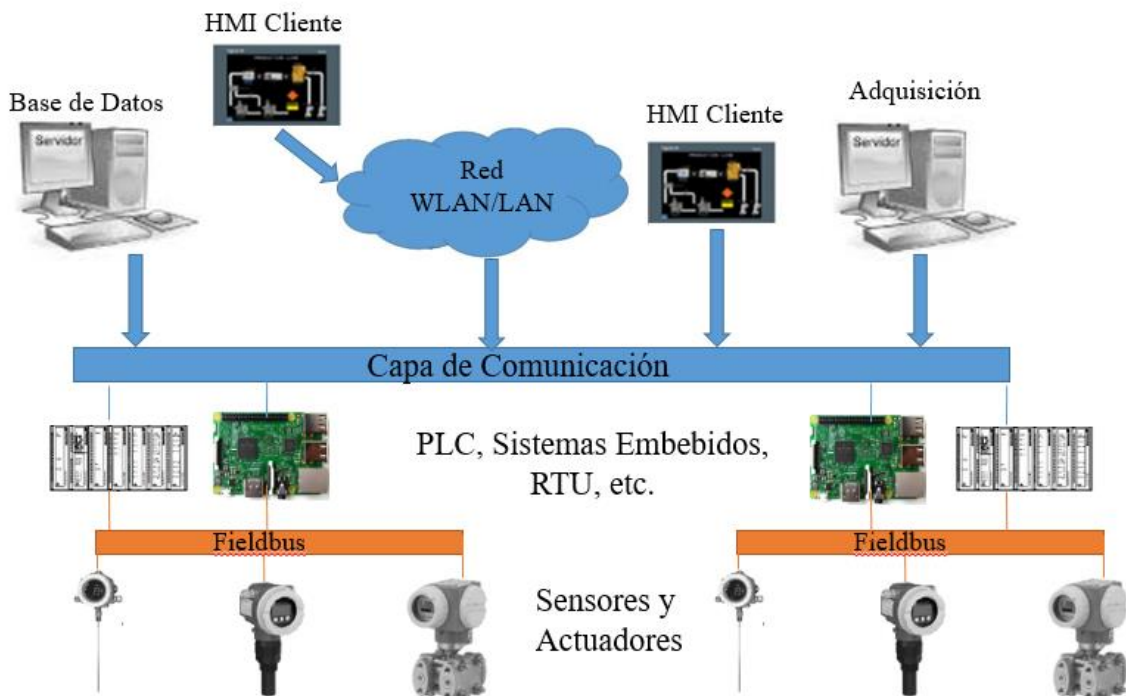 HMI Cliente
Base de Datos
Servidor
Red
WLAN/LAN
HMI Cliente
Adquisición
Servidor
Capa de Comunicación
PLC, Sistemas Embebidos,
RTU, etc.
Fieldbus
Fieldbus
Sensores y
Actuadores